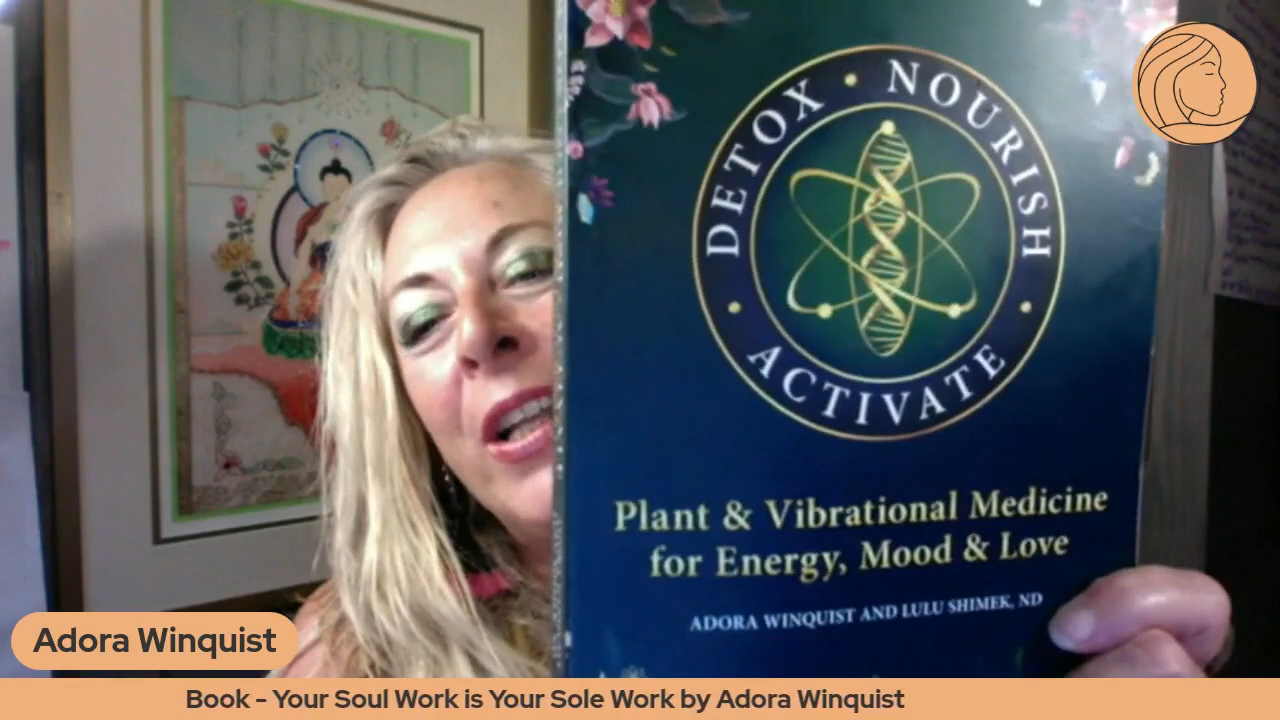 DETOX • NOURISH • ACTIVATE •
Plant & Vibrational Medicine
for Energy, Mood & Love
ADORA WINQUIST AND LULU SHIMEK, ND
Adora Winquist
Book - Your Soul Work is Your Sole Work by Adora Winquist